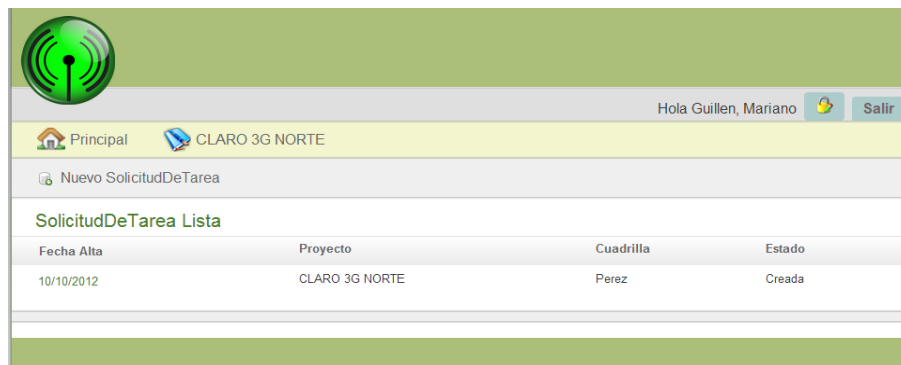 Hola Guillen, Mariano Salir
Principal CLARO 3G NORTE
Nuevo SolicitudDeTarea
SolicitudDeTarea Lista
Fecha Alta Proyecto Cuadrilla Estado
10/10/2012 CLARO 3G NORTE Perez Creada